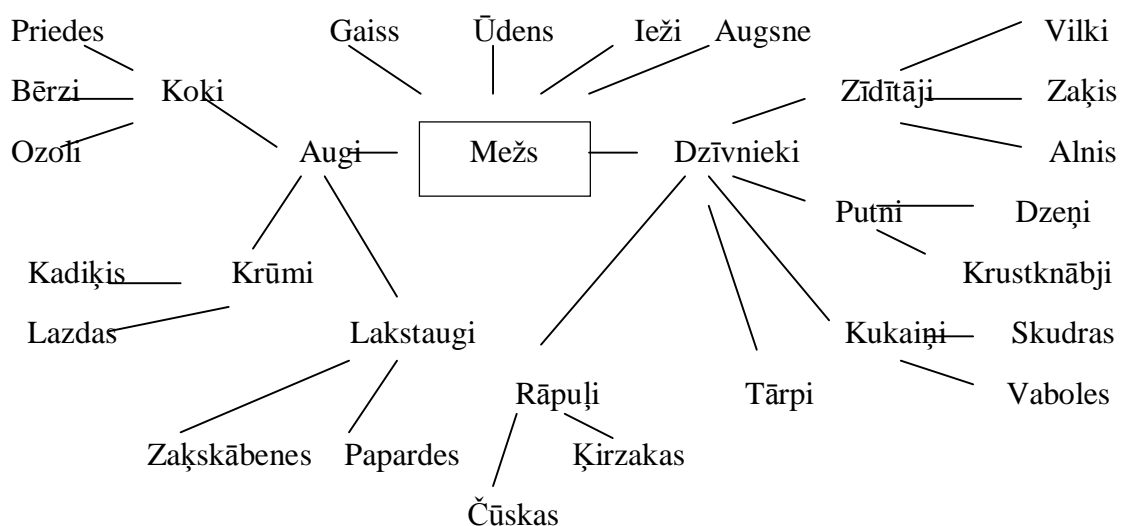 Priedes Gaiss Ūdens Ieži Augsne Vilki
Bērzi Koki Zīdītāji Zaķis
Ozoli Augi Mežs Dzīvnieki Alnis
Putni Dzeņi
Kadiķis Krūmi Krustknābji
Lazdas Lakstaugi Kukaiņi Skudras
Rāpuļi Tārpi Vaboles
Zaķskābenes Papardes Ķirzakas
Čūskas